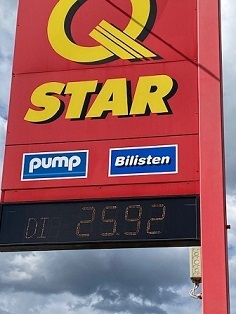 Q
STAR
pump Bilisten
DI 25.92